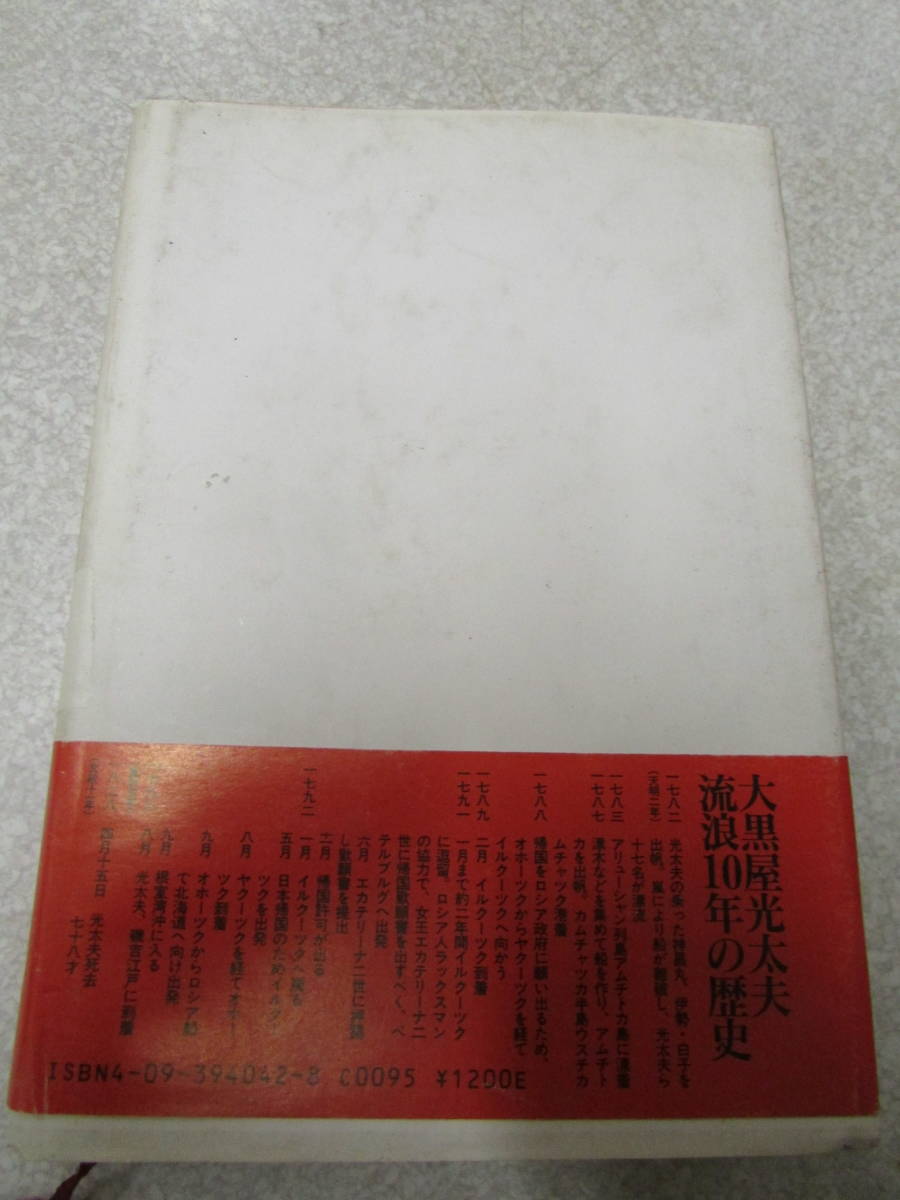 大黒屋光太夫
流浪10年の歴史
一七八二
(天明二年)
光太夫の乗った神昌丸、伊勢・白子を
出帆。嵐により船が難破し、光太夫ら
十七名が漂流
一七八三
アリューシャン列島アムチトカ島に漂着
一七八七
漂木などを集めて船を作り、アムチト
カを出帆。カムチャツカ半島ウスチカ
ムチャツク漂着
一七八八
帰国をロシア政府に願い出るため、
オホーツクからヤクーツクを経て
イルクーツクへ向かう
一七八九
二月 イルクーツク到着
一七九一
一月まで約二年間イルクーツク
に逗留。ロシア人ラックスマン
の協力で、女王エカテリーナ二
世に帰国歎願書を出すべく、ペ
テルブルグへ出発
六月 エカテリーナ二世に拝謁
し歎願書を提出
一七九二
帰国許可が出る
一月 イルクーツクへ戻る
五月 日本帰国のためイルクー
ツクを出発
八月 ヤクーツクを経てオホー
ツク到着
九月 オホーツクからロシア船
で北海道へ向け出発
九月 根室湾沖に入る
八月 光太夫、磯吉江戸に到着
四月十五日 光太夫死去
七十八才
ISBN4-09-394042-8 C0095 ¥1200E